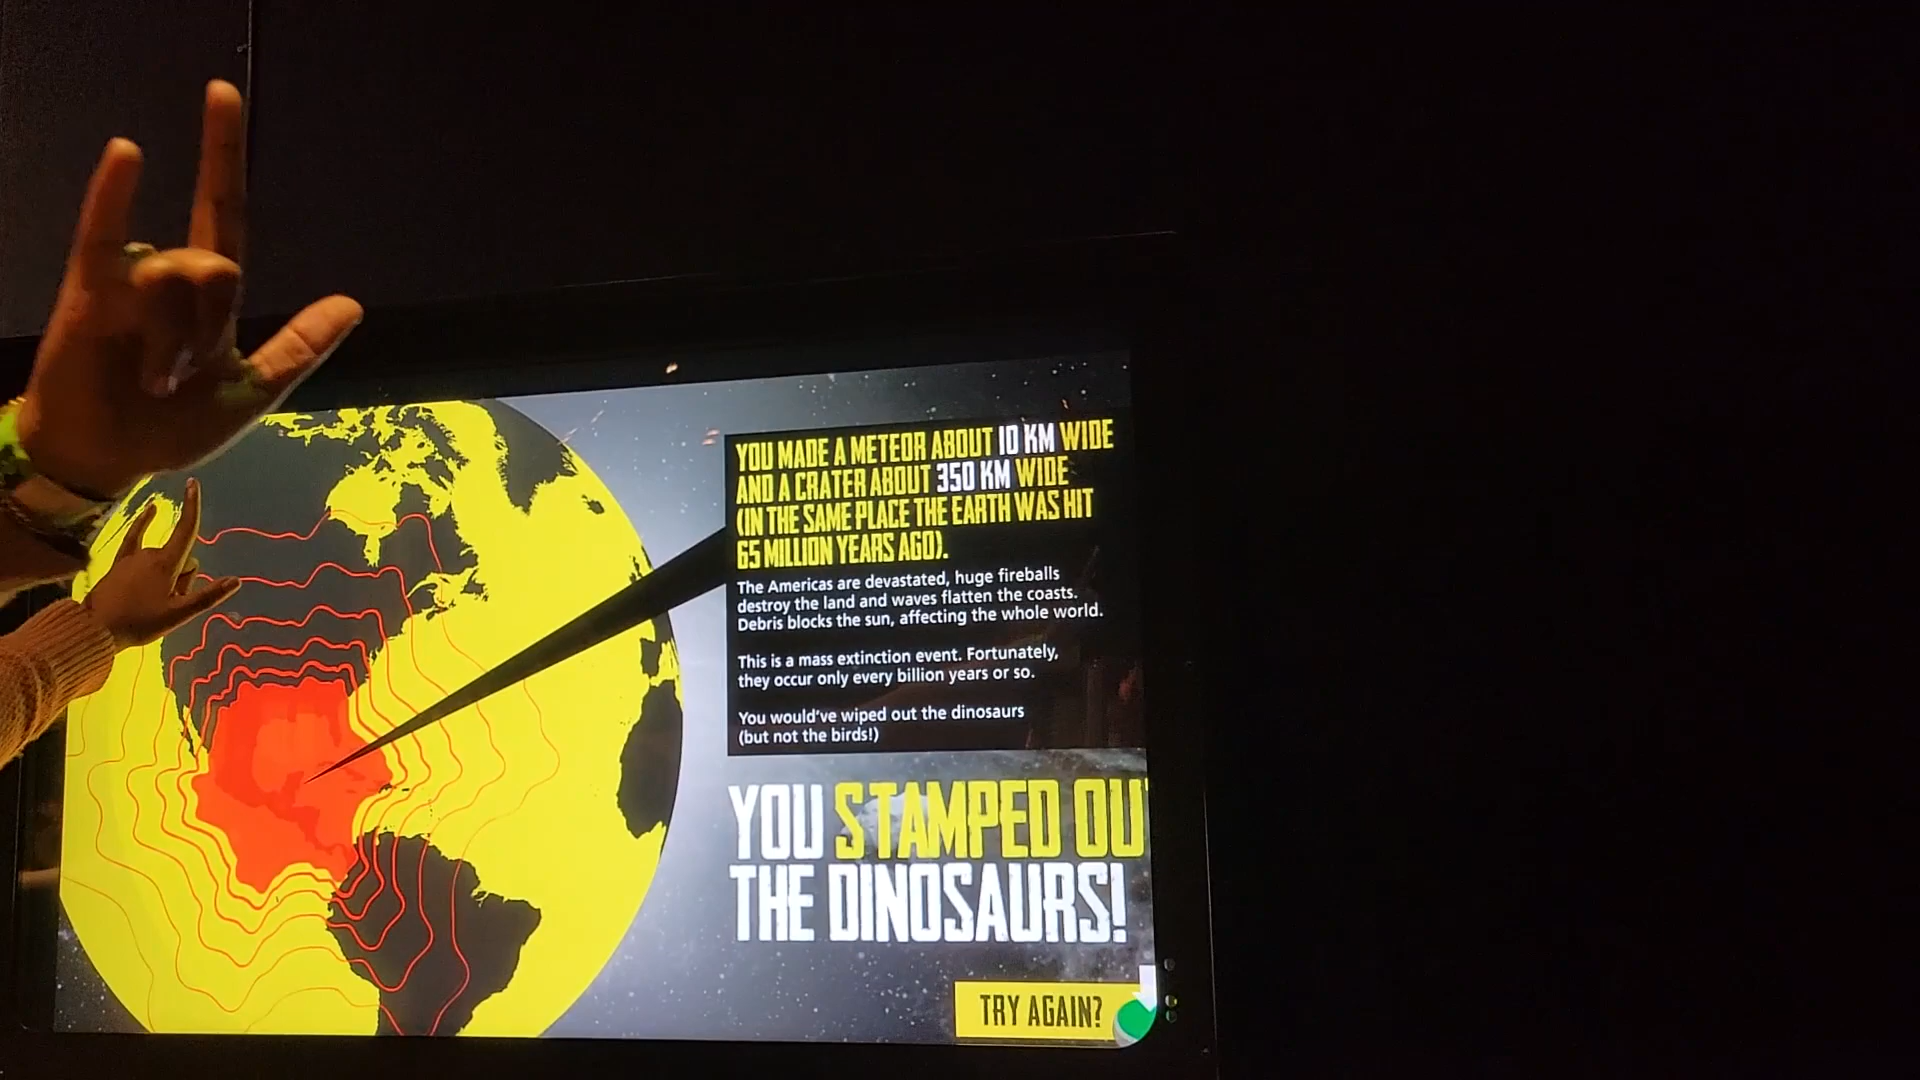 YOU MADE A METEOR ABOUT 10 KM WIDE
AND A CRATER ABOUT 350 KM WIDE
(IN THE SAME PLACE THE EARTH WAS HIT
65 MILLION YEARS AGO).
The Americas are devastated, huge fireballs
destroy the land and waves flatten the coasts.
Debris blocks the sun, affecting the whole world.
This is a mass extinction event. Fortunately,
they occur only every billion years or so.
You would've wiped out the dinosaurs
(but not the birds!)
YOU STAMPED OU
THE DINOSAURS!
TRY AGAIN?